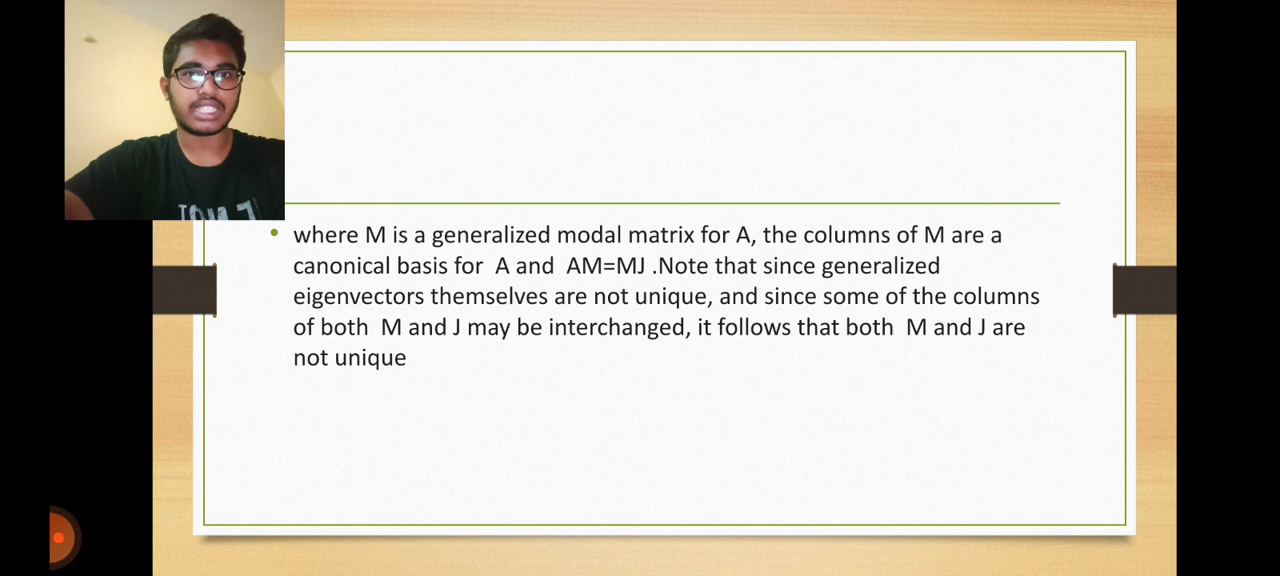 where M is a generalized modal matrix for A, the columns of M are a
canonical basis for A and AM=MJ .Note that since generalized
eigenvectors themselves are not unique, and since some of the columns
of both M and J may be interchanged, it follows that both M and J are
not unique